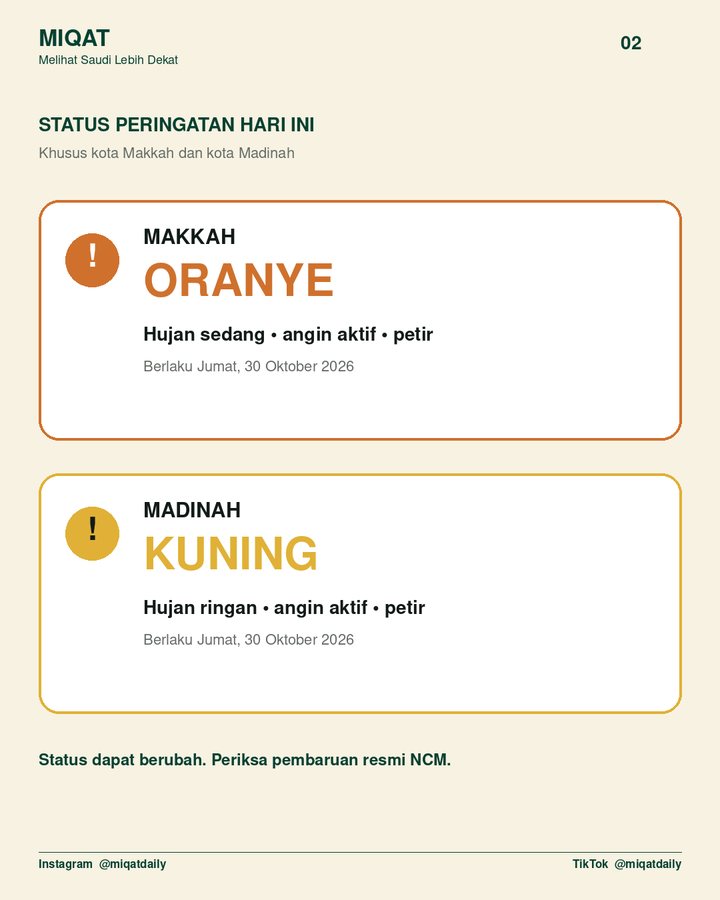 MIQAT
Melihat Saudi Lebih Dekat
02
STATUS PERINGATAN HARI INI
Khusus kota Makkah dan kota Madinah
!
MAKKAH
ORANYE
Hujan sedang • angin aktif • petir
Berlaku Jumat, 30 Oktober 2026
!
MADINAH
KUNING
Hujan ringan • angin aktif • petir
Berlaku Jumat, 30 Oktober 2026
Status dapat berubah. Periksa pembaruan resmi NCM.
Instagram @miqatdaily
TikTok @miqatdaily